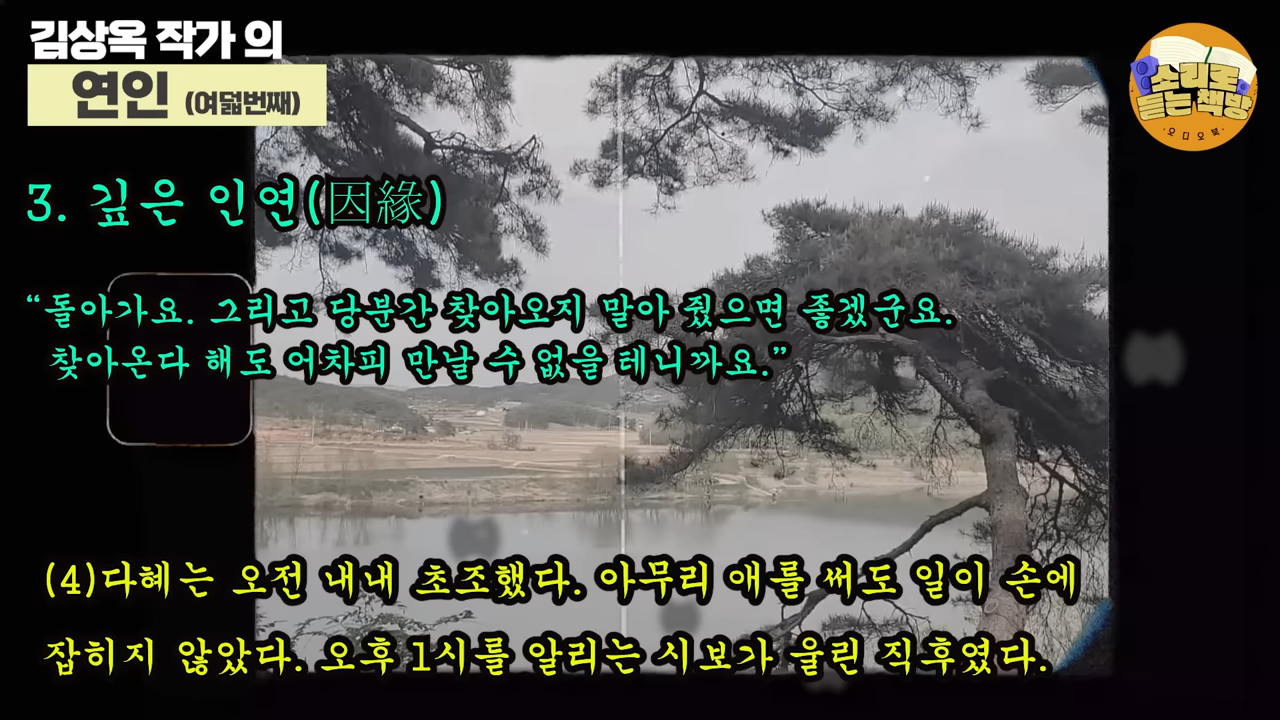 김상옥 작가 의
연인 (여덟번째)
소리로
듣는 책방
·오디오북·
3. 깊은 인연(因緣)
“돌아가요. 그리고 당분간 찾아오지 말아 줬으면 좋겠군요.
찾아온다 해도 어차피 만날 수 없을 테니까요.”
(4)다혜는 오전 내내 초조했다. 아무리 애를 써도 일이 손에
잡히지 않았다. 오후 1시를 알리는 시보가 울린 직후였다.